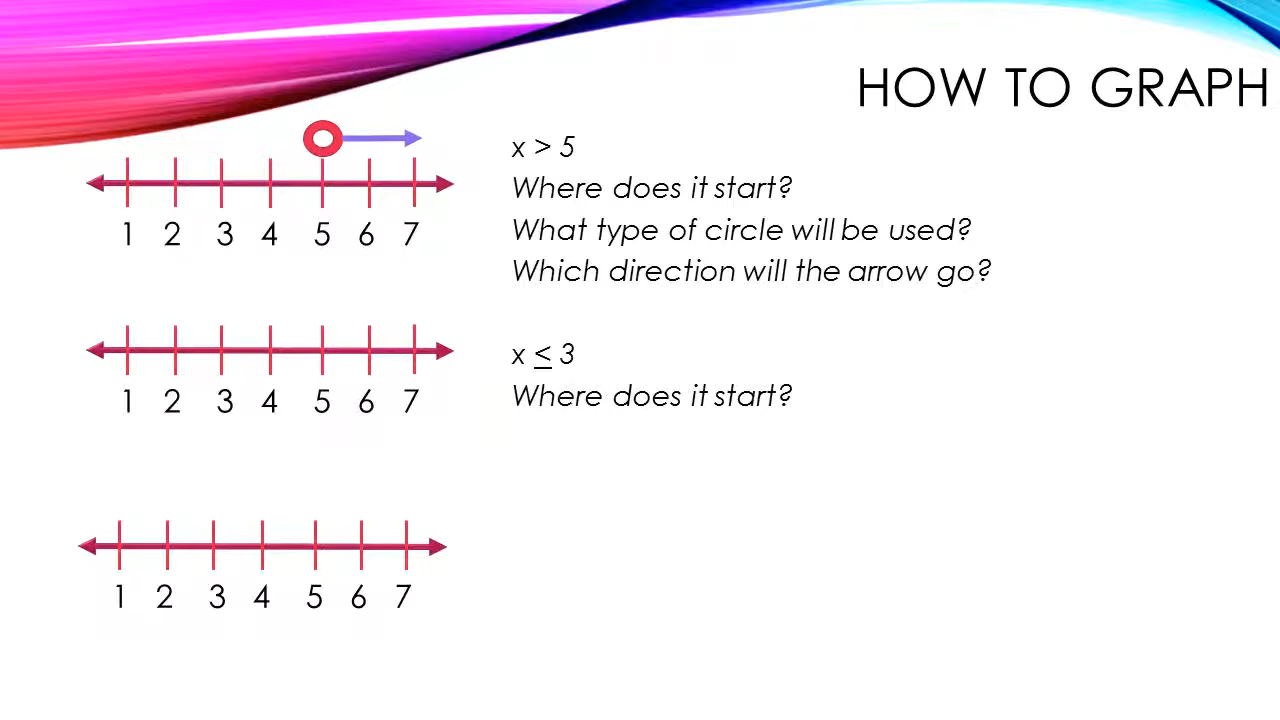 HOW TO GRAPH
x > 5
Where does it start?
What type of circle will be used?
Which direction will the arrow go?
1 2 3 4 5 6 7
x ≤ 3
Where does it start?
1 2 3 4 5 6 7
1 2 3 4 5 6 7